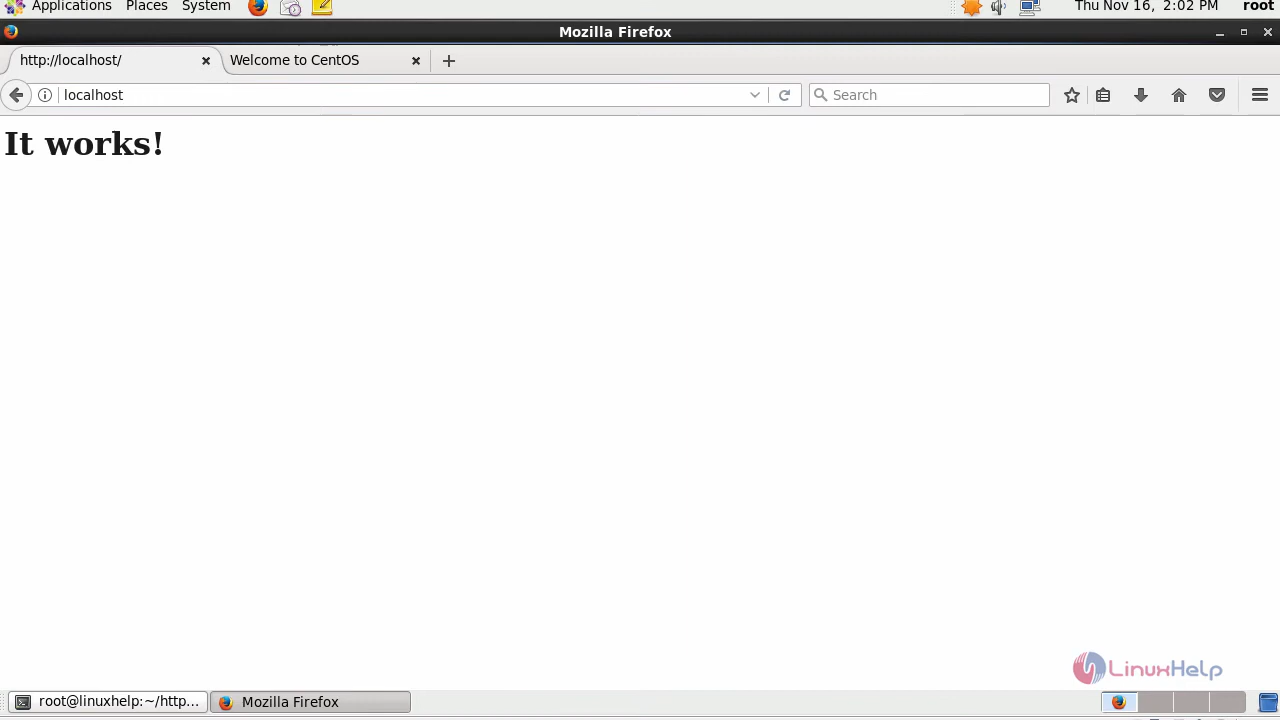 Applications Places System Thu Nov 16, 2:02 PM root
Mozilla Firefox
http://localhost/ Welcome to CentOS
localhost Search
It works!
LinuxHelp
root@linuxhelp:~/http... Mozilla Firefox